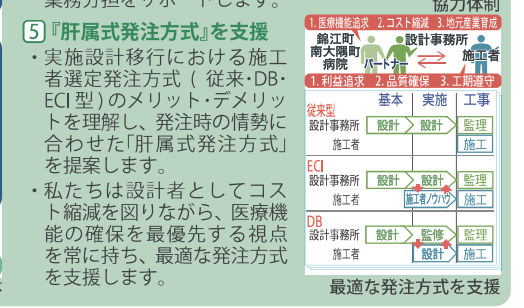 業務分担をサポートします。
5『肝属式発注方式』を支援
・実施設計移行における施工
者選定発注方式(従来・DB・
ECI型)のメリット・デメリッ
トを理解し、発注時の情勢に
合わせた「肝属式発注方式」
を提案します。
・私たちは設計者としてコス
ト縮減を図りながら、医療機
能の確保を最優先する視点
を常に持ち、最適な発注方式
を支援します。
協力体制
1.医療機能追求 2.コスト縮減 3.地元産業育成
錦江町
南大隅町
病院
パートナー
設計事務所
施工者
1.利益追求 2.品質確保 3.工期遵守
基本 実施 工事
従来型
設計事務所 設計 設計 監理
施工者 施工
ECI
設計事務所 設計 設計 監理
施工者 施工者ノウハウ 施工
DB
設計事務所 設計 監修 監理
施工者 設計 施工
最適な発注方式を支援